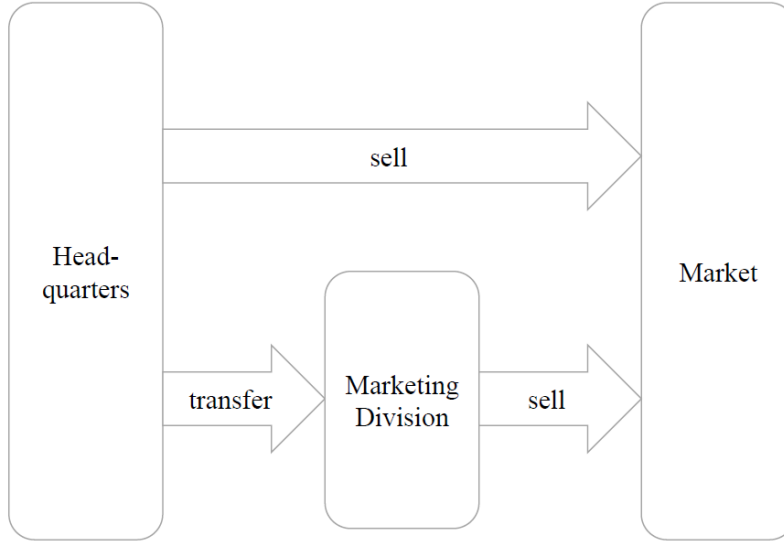 sell
Head-
quarters
Market
transfer
Marketing
Division
sell